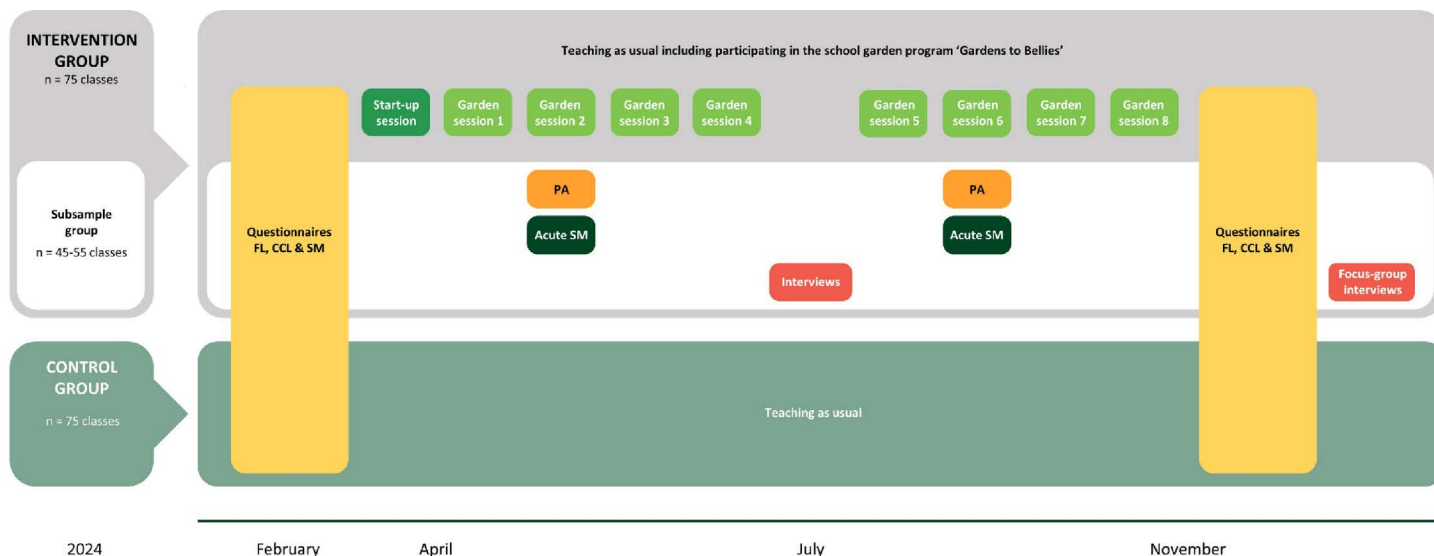 INTERVENTION
GROUP
n = 75 classes
Teaching as usual including participating in the school garden program ‘Gardens to Bellies’
Start-up
session
Garden
session 1
Garden
session 2
Garden
session 3
Garden
session 4
Garden
session 5
Garden
session 6
Garden
session 7
Garden
session 8
Subsample
group
n = 45-55 classes
Questionnaires
FL, CCL & SM
PA
Acute SM
Interviews
PA
Acute SM
Questionnaires
FL, CCL & SM
Focus-group
interviews
CONTROL
GROUP
n = 75 classes
Teaching as usual
2024
February
April
July
November